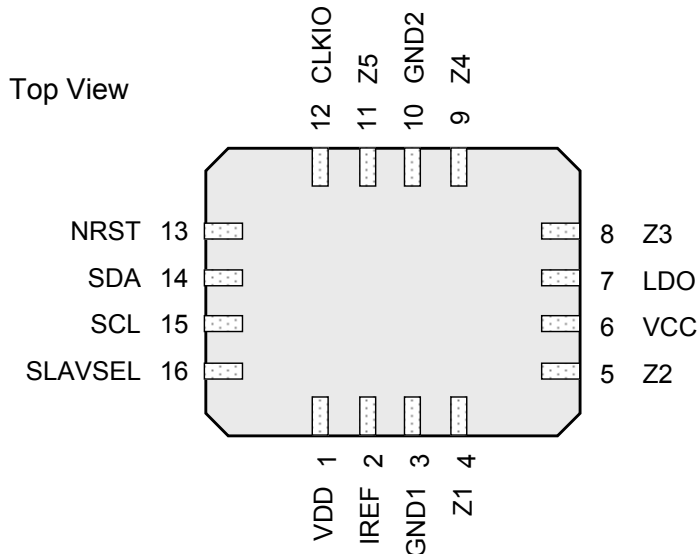 Top View
12 CLKIO
11 Z5
10 GND2
9 Z4
NRST 13
SDA 14
SCL 15
SLAVSEL 16
8 Z3
7 LDO
6 VCC
5 Z2
VDD 1
IREF 2
GND1 3
Z1 4